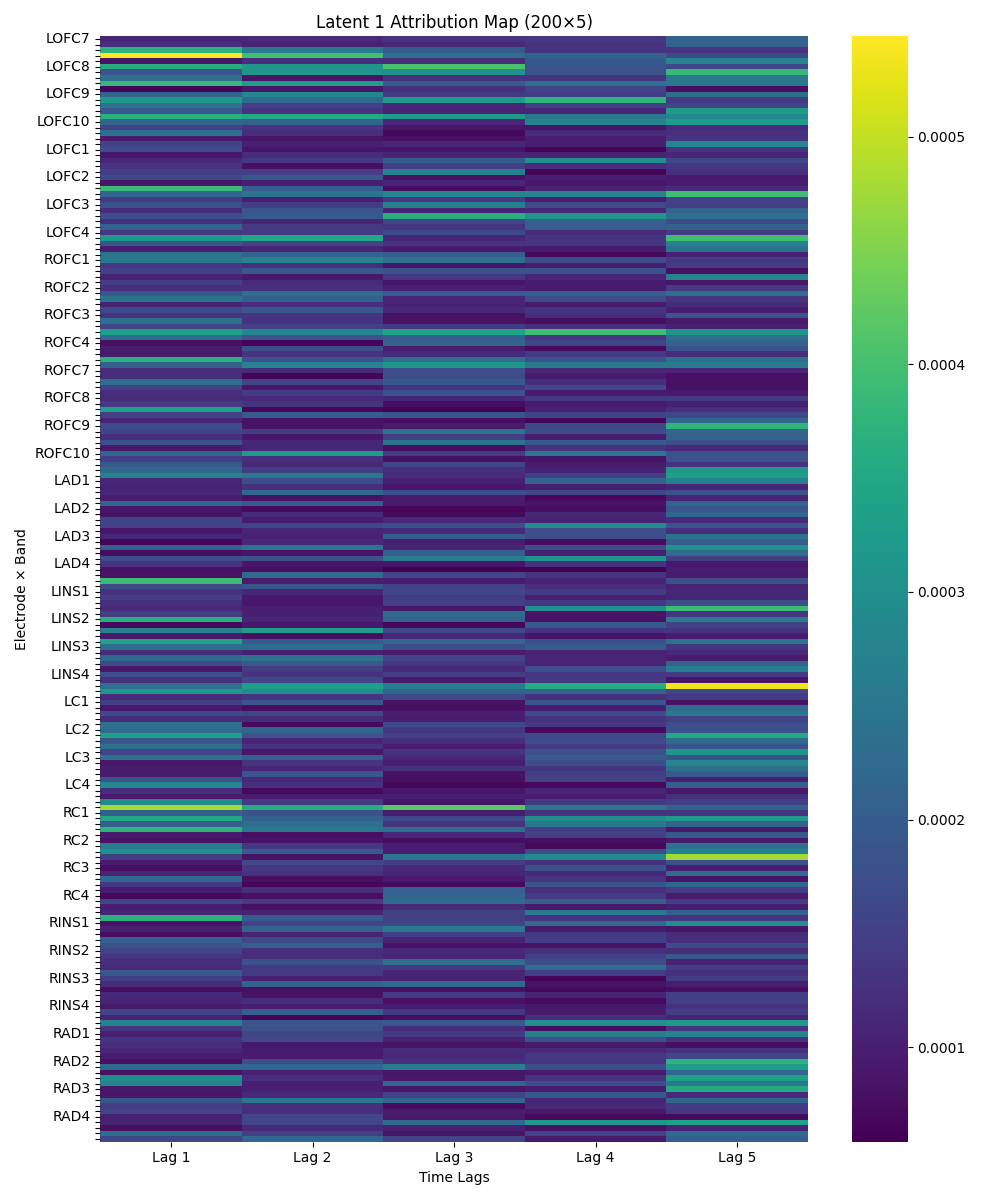 Latent 1 Attribution Map (200×5)
LOFC7
LOFC8
LOFC9
LOFC10
LOFC1
LOFC2
LOFC3
LOFC4
ROFC1
ROFC2
ROFC3
ROFC4
ROFC7
ROFC8
ROFC9
ROFC10
LAD1
LAD2
LAD3
LAD4
LINS1
LINS2
LINS3
LINS4
LC1
LC2
LC3
LC4
RC1
RC2
RC3
RC4
RINS1
RINS2
RINS3
RINS4
RAD1
RAD2
RAD3
RAD4
Electrode × Band
Lag 1
Lag 2
Lag 3
Lag 4
Lag 5
Time Lags
0.0005
0.0004
0.0003
0.0002
0.0001